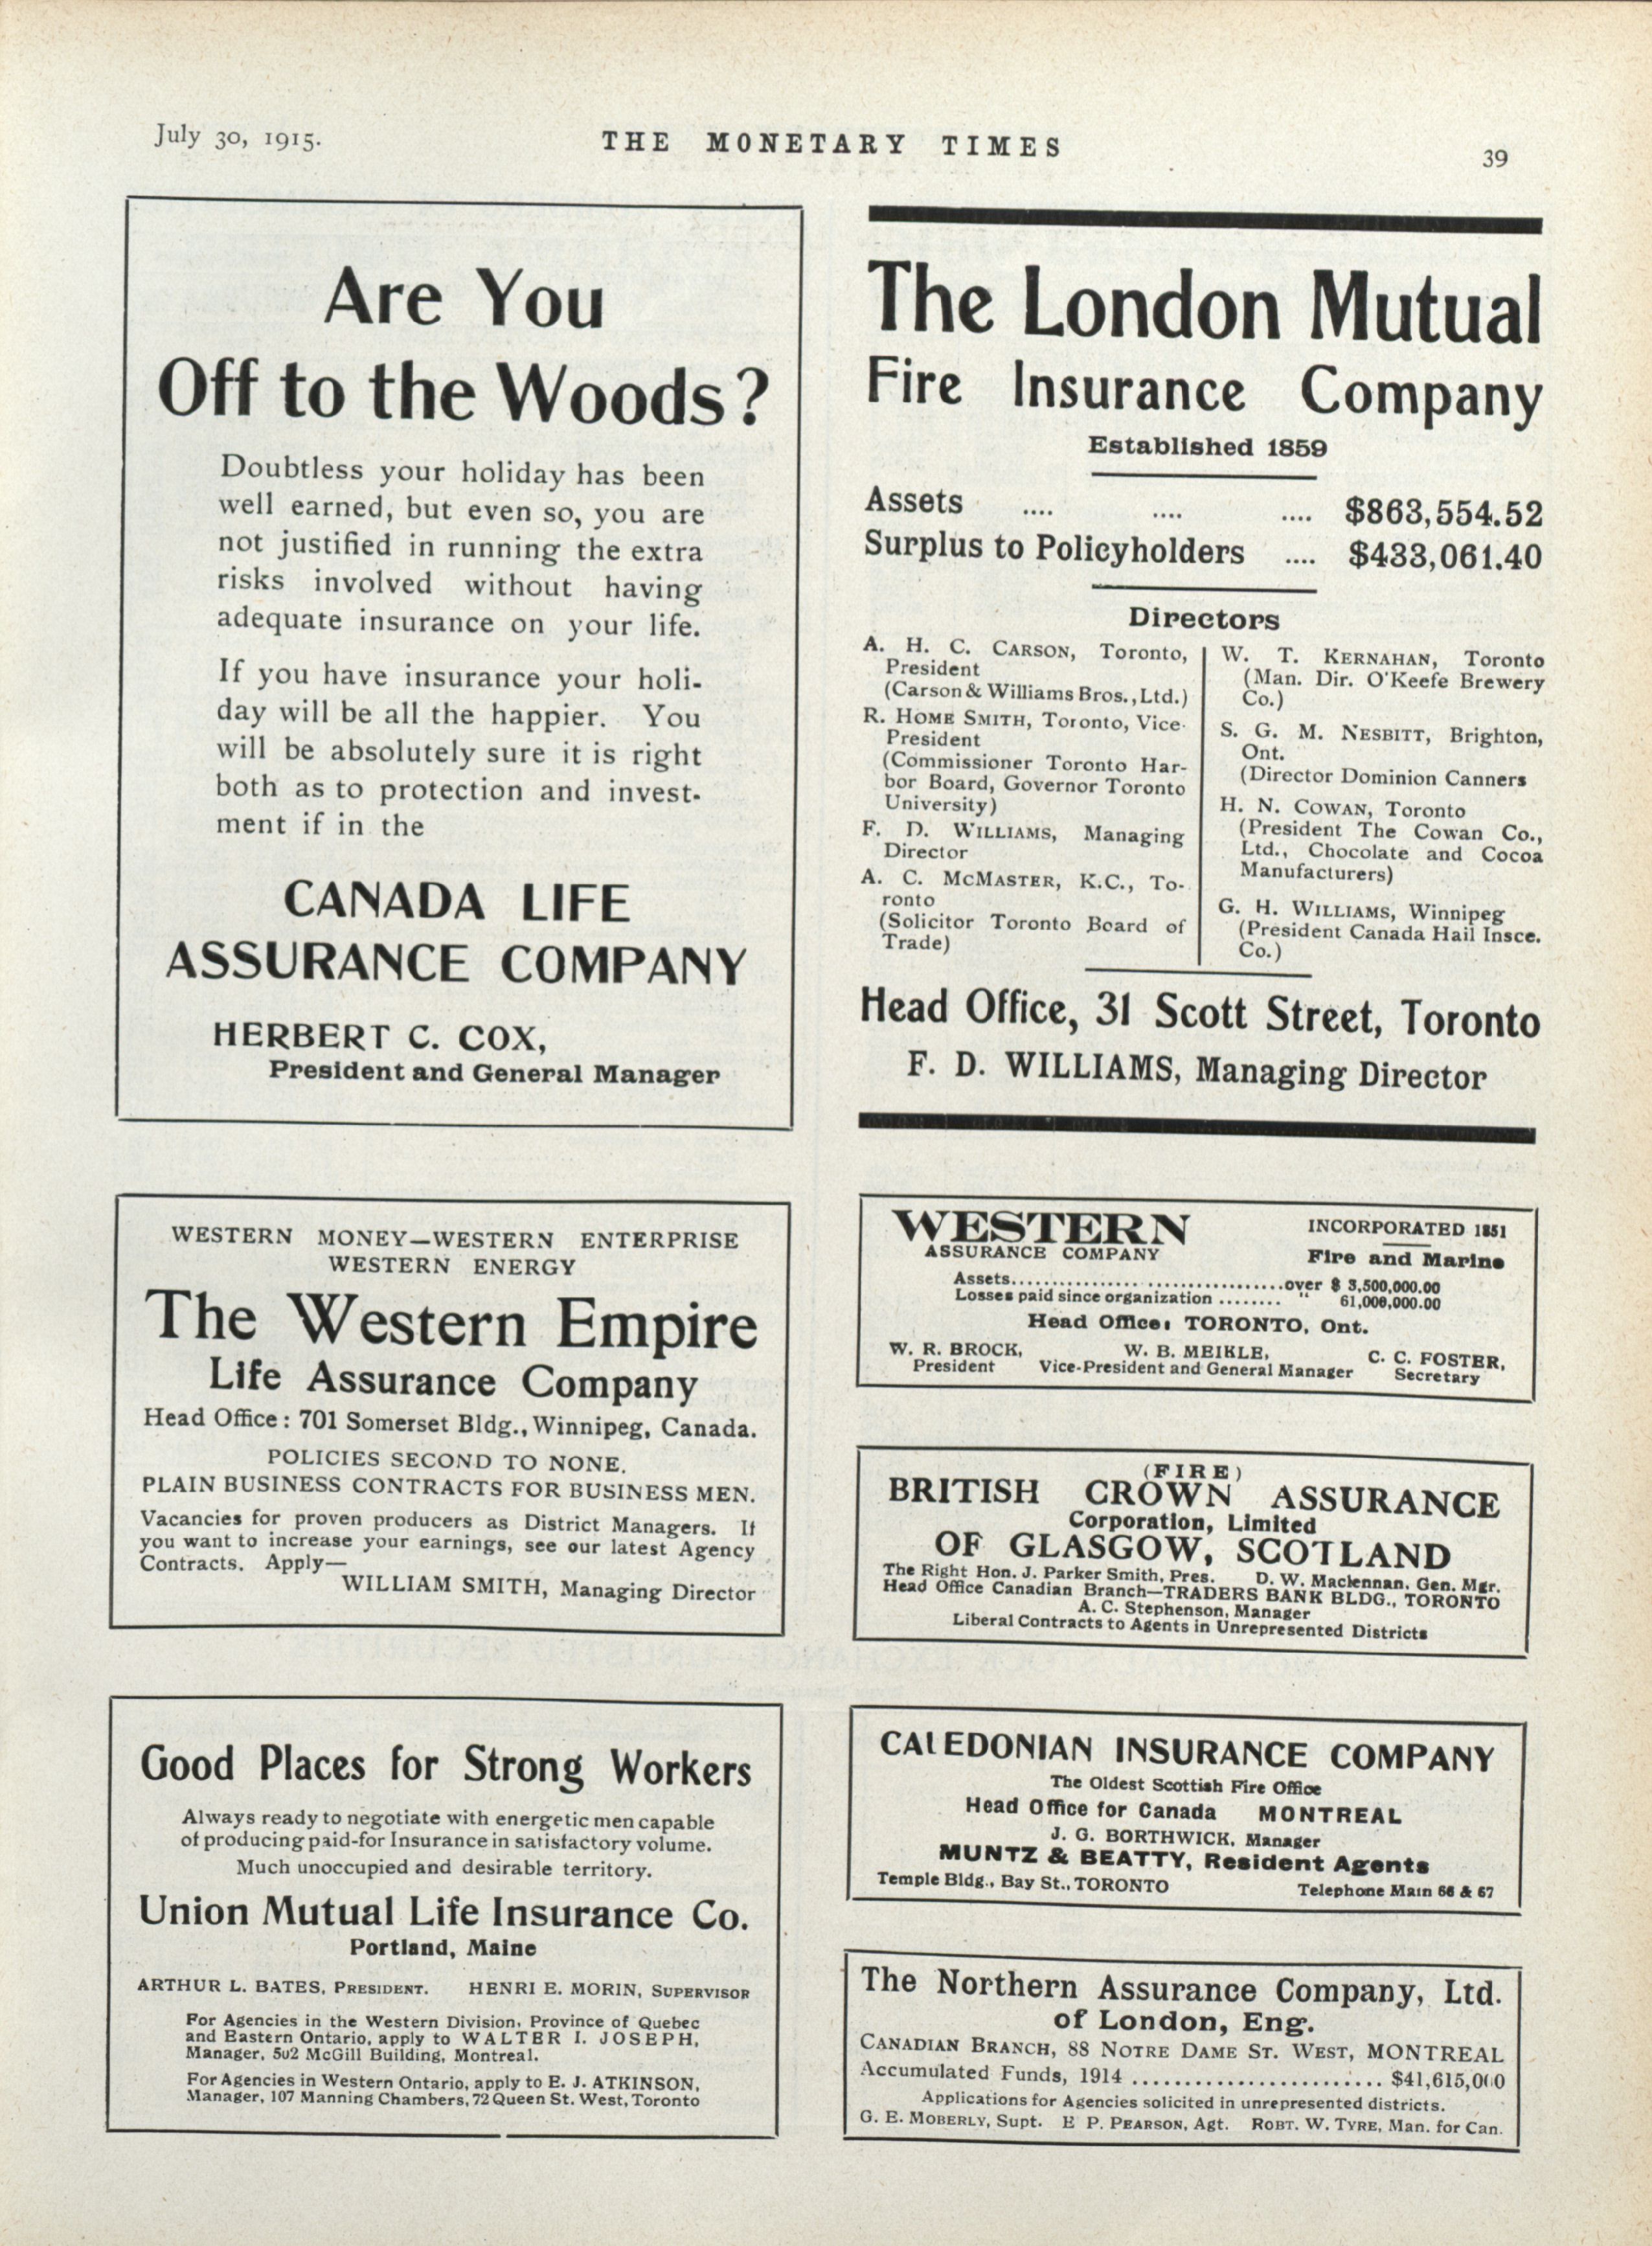 July 30, 1915.
THE MONETARY TIMES
39
Are You
Off to the Woods?
Doubtless your holiday has been
well earned, but even so, you are
not justified in running the extra
risks involved without having
adequate insurance on your life.
If you have insurance your holi-
day will be all the happier. You
will be absolutely sure it is right
both as to protection and invest-
ment if in the
CANADA LIFE
ASSURANCE COMPANY
HERBERT C. COX,
President and General Manager
WESTERN MONEY—WESTERN ENTERPRISE
WESTERN ENERGY
The Western Empire
Life Assurance Company
Head Office: 701 Somerset Bldg., Winnipeg, Canada.
POLICIES SECOND TO NONE.
PLAIN BUSINESS CONTRACTS FOR BUSINESS MEN.
Vacancies for proven producers as District Managers. If
you want to increase your earnings, see our latest Agency
Contracts. Apply—
WILLIAM SMITH, Managing Director
Good Places for Strong Workers
Always ready to negotiate with energetic men capable
of producing paid-for Insurance in satisfactory volume.
Much unoccupied and desirable territory.
Union Mutual Life Insurance Co.
Portland, Maine
ARTHUR L. BATES, PRESIDENT. HENRI E. MORIN, SUPERVISOR
For Agencies in the Western Division, Province of Quebec
and Eastern Ontario, apply to WALTER I. JOSEPH,
Manager, 502 McGill Building, Montreal.
For Agencies in Western Ontario, apply to E. J. ATKINSON,
Manager, 107 Manning Chambers, 72 Queen St. West, Toronto
The London Mutual
Fire Insurance Company
Established 1859
Assets .... .... .... $863,554.52
Surplus to Policyholders .... $433,061.40
Directors
A. H. C. CARSON, Toronto,
President
(Carson & Williams Bros., Ltd.)
R. HOME SMITH, Toronto, Vice-
President
(Commissioner Toronto Har-
bor Board, Governor Toronto
University)
F. D. WILLIAMS, Managing
Director
A. C. MCMASTER, K.C., To-
ronto
(Solicitor Toronto Board of
Trade)
W. T. KERNAHAN, Toronto
(Man. Dir. O'Keefe Brewery
Co.)
S. G. M. NESBITT, Brighton,
Ont.
(Director Dominion Canners
H. N. COWAN, Toronto
(President The Cowan Co.,
Ltd., Chocolate and Cocoa
Manufacturers)
G. H. WILLIAMS, Winnipeg
(President Canada Hail Insce.
Co.)
Head Office, 31 Scott Street, Toronto
F. D. WILLIAMS, Managing Director
WESTERN
ASSURANCE COMPANY
INCORPORATED 1851
Fire and Marine
Assets.................................over $ 3,500,000.00
Losses paid since organization ........ " 61,000,000.00
Head Office: TORONTO, Ont.
W. R. BROCK,
President
W. B. MEIKLE,
Vice-President and General Manager
C. C. FOSTER,
Secretary
(FIRE)
BRITISH CROWN ASSURANCE
Corporation, Limited
OF GLASGOW, SCOTLAND
The Right Hon. J. Parker Smith, Pres. D. W. Maclennan, Gen. Mgr.
Head Office Canadian Branch—TRADERS BANK BLDG., TORONTO
A. C. Stephenson, Manager
Liberal Contracts to Agents in Unrepresented Districts
CALEDONIAN INSURANCE COMPANY
The Oldest Scottish Fire Office
Head Office for Canada MONTREAL
J. G. BORTHWICK, Manager
MUNTZ & BEATTY, Resident Agents
Temple Bldg., Bay St., TORONTO Telephone Main 66 & 67
The Northern Assurance Company, Ltd.
of London, Eng.
CANADIAN BRANCH, 88 NOTRE DAME ST. WEST, MONTREAL
Accumulated Funds, 1914 ....................... $41,615,000
Applications for Agencies solicited in unrepresented districts.
G. E. MOBERLY, Supt. E P. PEARSON, Agt. ROBT. W. TYRE, Man. for Can.